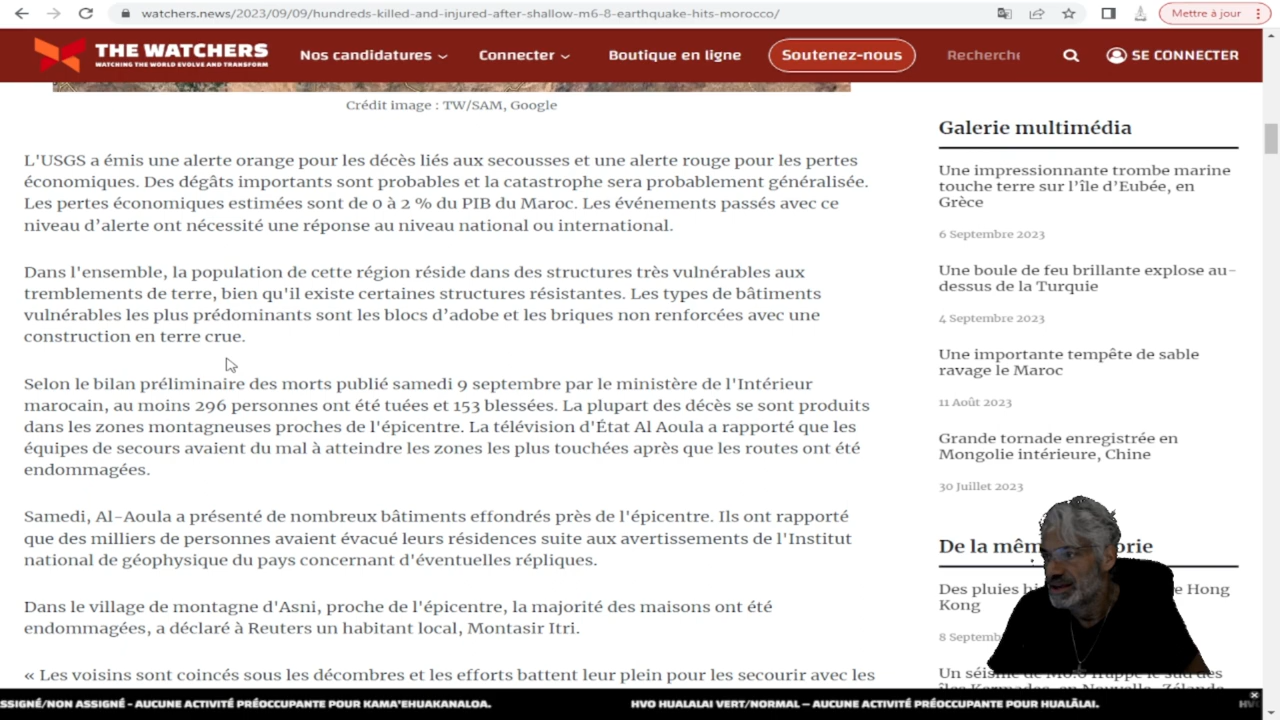 watchers.news/2023/09/09/hundreds-killed-and-injured-after-shallow-m6-8-earthquake-hits-morocco/
Mettre à jour
THE WATCHERS
WATCHING THE WORLD EVOLVE AND TRANSFORM
Nos candidatures
Connecter
Boutique en ligne
Soutenez-nous
Recherche
SE CONNECTER
Crédit image : TW/SAM, Google
L'USGS a émis une alerte orange pour les décès liés aux secousses et une alerte rouge pour les pertes
économiques. Des dégâts importants sont probables et la catastrophe sera probablement généralisée.
Les pertes économiques estimées sont de 0 à 2 % du PIB du Maroc. Les événements passés avec ce
niveau d’alerte ont nécessité une réponse au niveau national ou international.
Dans l'ensemble, la population de cette région réside dans des structures très vulnérables aux
tremblements de terre, bien qu'il existe certaines structures résistantes. Les types de bâtiments
vulnérables les plus prédominants sont les blocs d’adobe et les briques non renforcées avec une
construction en terre crue.
Selon le bilan préliminaire des morts publié samedi 9 septembre par le ministère de l'Intérieur
marocain, au moins 296 personnes ont été tuées et 153 blessées. La plupart des décès se sont produits
dans les zones montagneuses proches de l'épicentre. La télévision d'État Al Aoula a rapporté que les
équipes de secours avaient du mal à atteindre les zones les plus touchées après que les routes ont été
endommagées.
Samedi, Al-Aoula a présenté de nombreux bâtiments effondrés près de l'épicentre. Ils ont rapporté
que des milliers de personnes avaient évacué leurs résidences suite aux avertissements de l'Institut
national de géophysique du pays concernant d'éventuelles répliques.
Dans le village de montagne d'Asni, proche de l'épicentre, la majorité des maisons ont été
endommagées, a déclaré à Reuters un habitant local, Montasir Itri.
« Les voisins sont coincés sous les décombres et les efforts battent leur plein pour les secourir avec les
Galerie multimédia
Une impressionnante trombe marine
touche terre sur l’île d’Eubée, en
Grèce
6 Septembre 2023
Une boule de feu brillante explose au-
dessus de la Turquie
4 Septembre 2023
Une importante tempête de sable
ravage le Maroc
11 Août 2023
Grande tornade enregistrée en
Mongolie intérieure, Chine
30 Juillet 2023
De la
Des pluies Hong
Kong
8
Un
ASSIGNÉ/NON ASSIGNÉ - AUCUNE ACTIVITÉ PRÉOCCUPANTE POUR KAMA'EHUAKANALOA.
HVO HUALALAI VERT/NORMAL – AUCUNE ACTIVITÉ PRÉOCCUPANTE POUR HUALĀLAI.